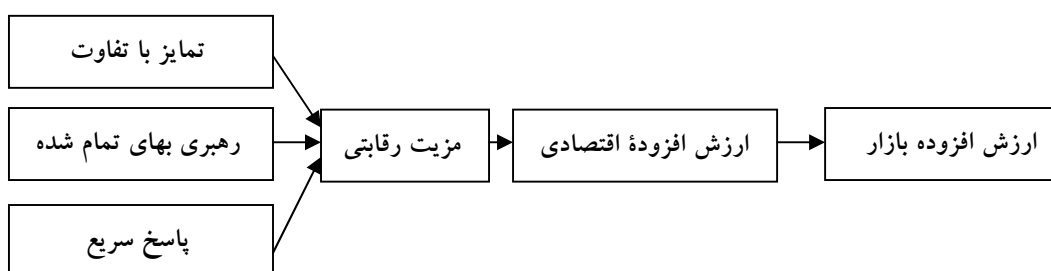 تمایز با تفاوت
رهبری بهای تمام شده
پاسخ سریع
مزیت رقابتی
ارزش افزودهٔ اقتصادی
ارزش افزوده بازار